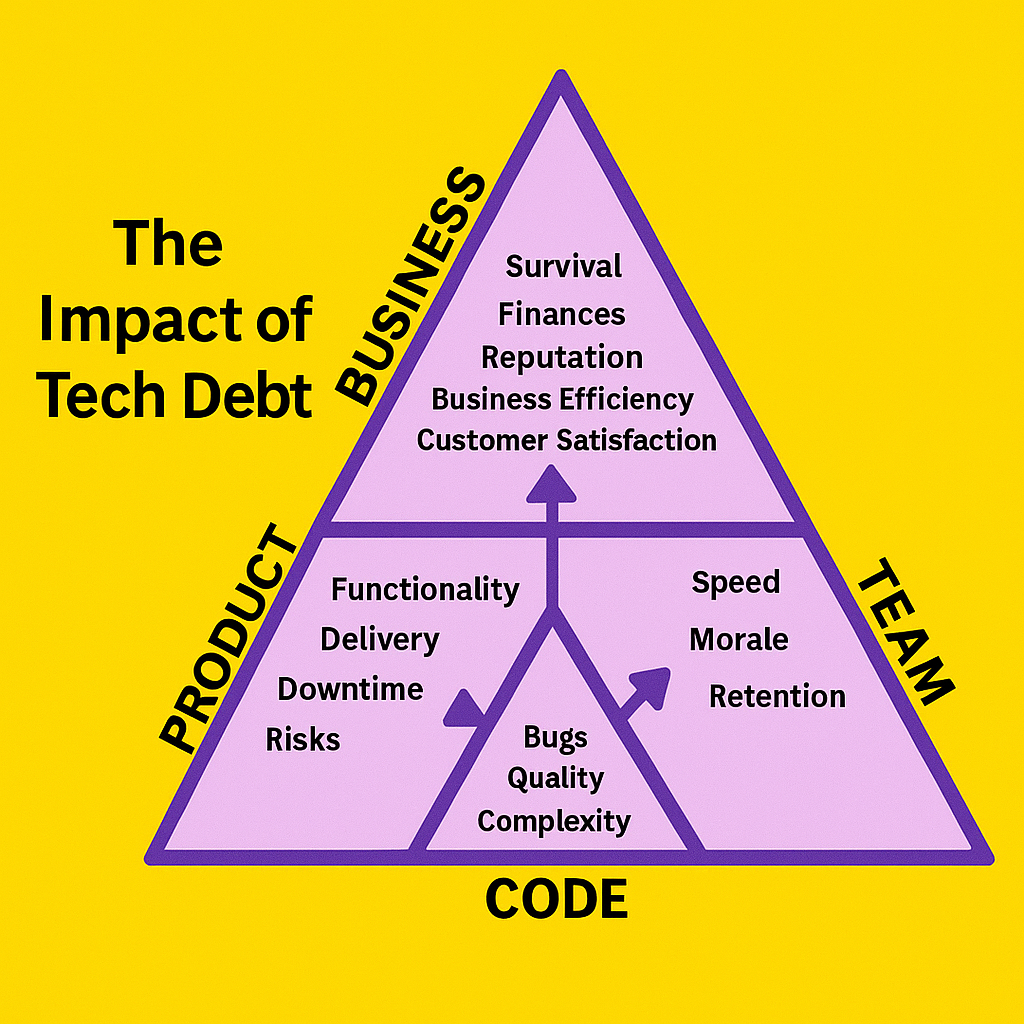 The
Impact of
Tech Debt
BUSINESS
Survival
Finances
Reputation
Business Efficiency
Customer Satisfaction
PRODUCT
Functionality
Delivery
Downtime
Risks
TEAM
Speed
Morale
Retention
Bugs
Quality
Complexity
CODE